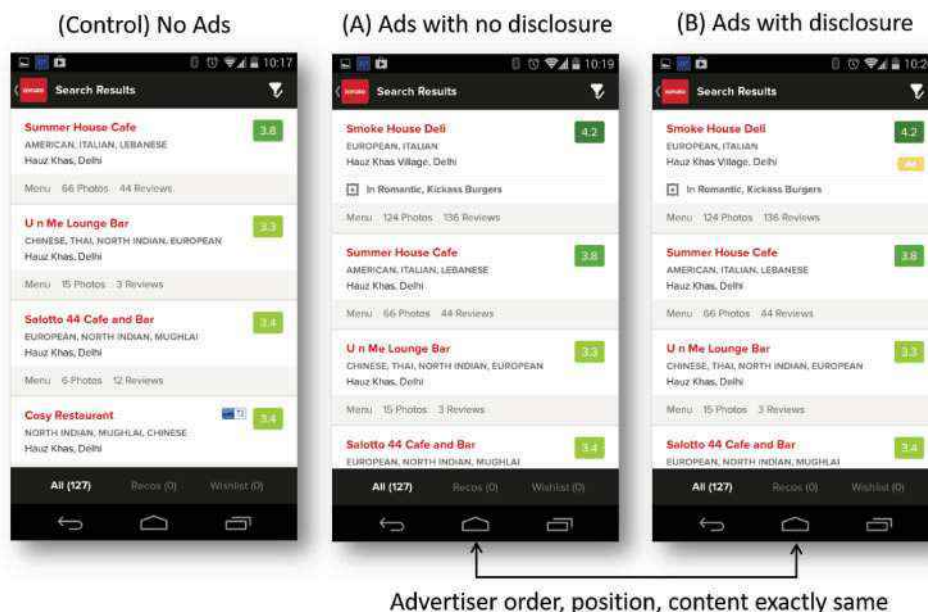 (Control) No Ads
10:17
Search Results
Summer House Cafe
3.8
AMERICAN, ITALIAN, LEBANESE
Hauz Khas, Delhi
Menu 66 Photos 44 Reviews
U n Me Lounge Bar
3.3
CHINESE, THAI, NORTH INDIAN, EUROPEAN
Hauz Khas, Delhi
Menu 15 Photos 3 Reviews
Salotto 44 Cafe and Bar
3.4
EUROPEAN, NORTH INDIAN, MUGHLAI
Hauz Khas, Delhi
Menu 6 Photos 12 Reviews
Cosy Restaurant
3.4
NORTH INDIAN, MUGHLAI, CHINESE
Hauz Khas, Delhi
All (127) Recos (0) Wishlist (0)
(A) Ads with no disclosure
10:19
Search Results
Smoke House Deli
4.2
EUROPEAN, ITALIAN
Hauz Khas Village, Delhi
In Romantic, Kickass Burgers
Menu 124 Photos 136 Reviews
Summer House Cafe
3.8
AMERICAN, ITALIAN, LEBANESE
Hauz Khas, Delhi
Menu 66 Photos 44 Reviews
U n Me Lounge Bar
3.3
CHINESE, THAI, NORTH INDIAN, EUROPEAN
Hauz Khas, Delhi
Menu 15 Photos 3 Reviews
Salotto 44 Cafe and Bar
3.4
EUROPEAN, NORTH INDIAN, MUGHLAI
All (127) Recos (0) Wishlist (0)
(B) Ads with disclosure
Search Results
Smoke House Deli
4.2
EUROPEAN, ITALIAN
Hauz Khas Village, Delhi
In Romantic, Kickass Burgers
Menu 124 Photos 136 Reviews
Summer House Cafe
3.8
AMERICAN, ITALIAN, LEBANESE
Hauz Khas, Delhi
Menu 66 Photos 44 Reviews
U n Me Lounge Bar
3.3
CHINESE, THAI, NORTH INDIAN, EUROPEAN
Hauz Khas, Delhi
Menu 15 Photos 3 Reviews
Salotto 44 Cafe and Bar
3.4
EUROPEAN, NORTH INDIAN, MUGHLAI
All (127) Recos (0) Wishlist (0)
Advertiser order, position, content exactly same